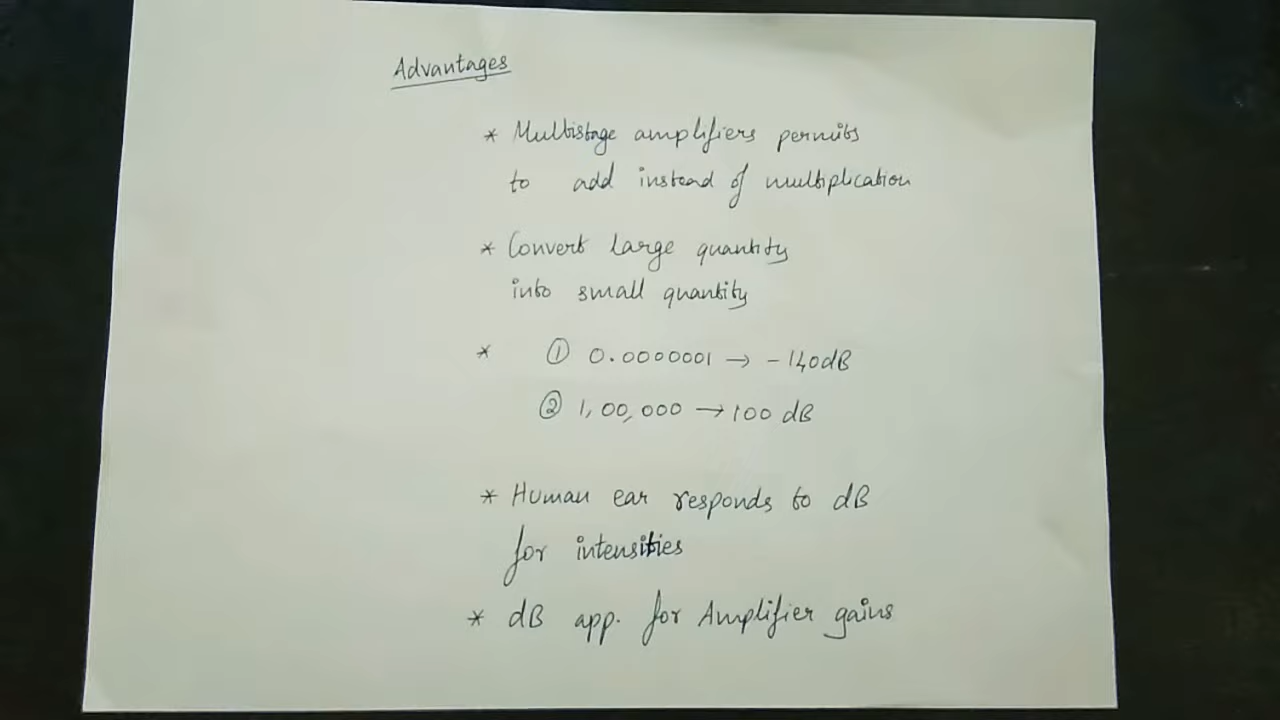 Advantages
* Multistage amplifiers permits
to add instead of multiplication
* Convert large quantity
into small quantity
* ① 0.0000001 → -140dB
② 1,00,000 → 100 dB
* Human ear responds to dB
for intensities
* dB app. for Amplifier gains